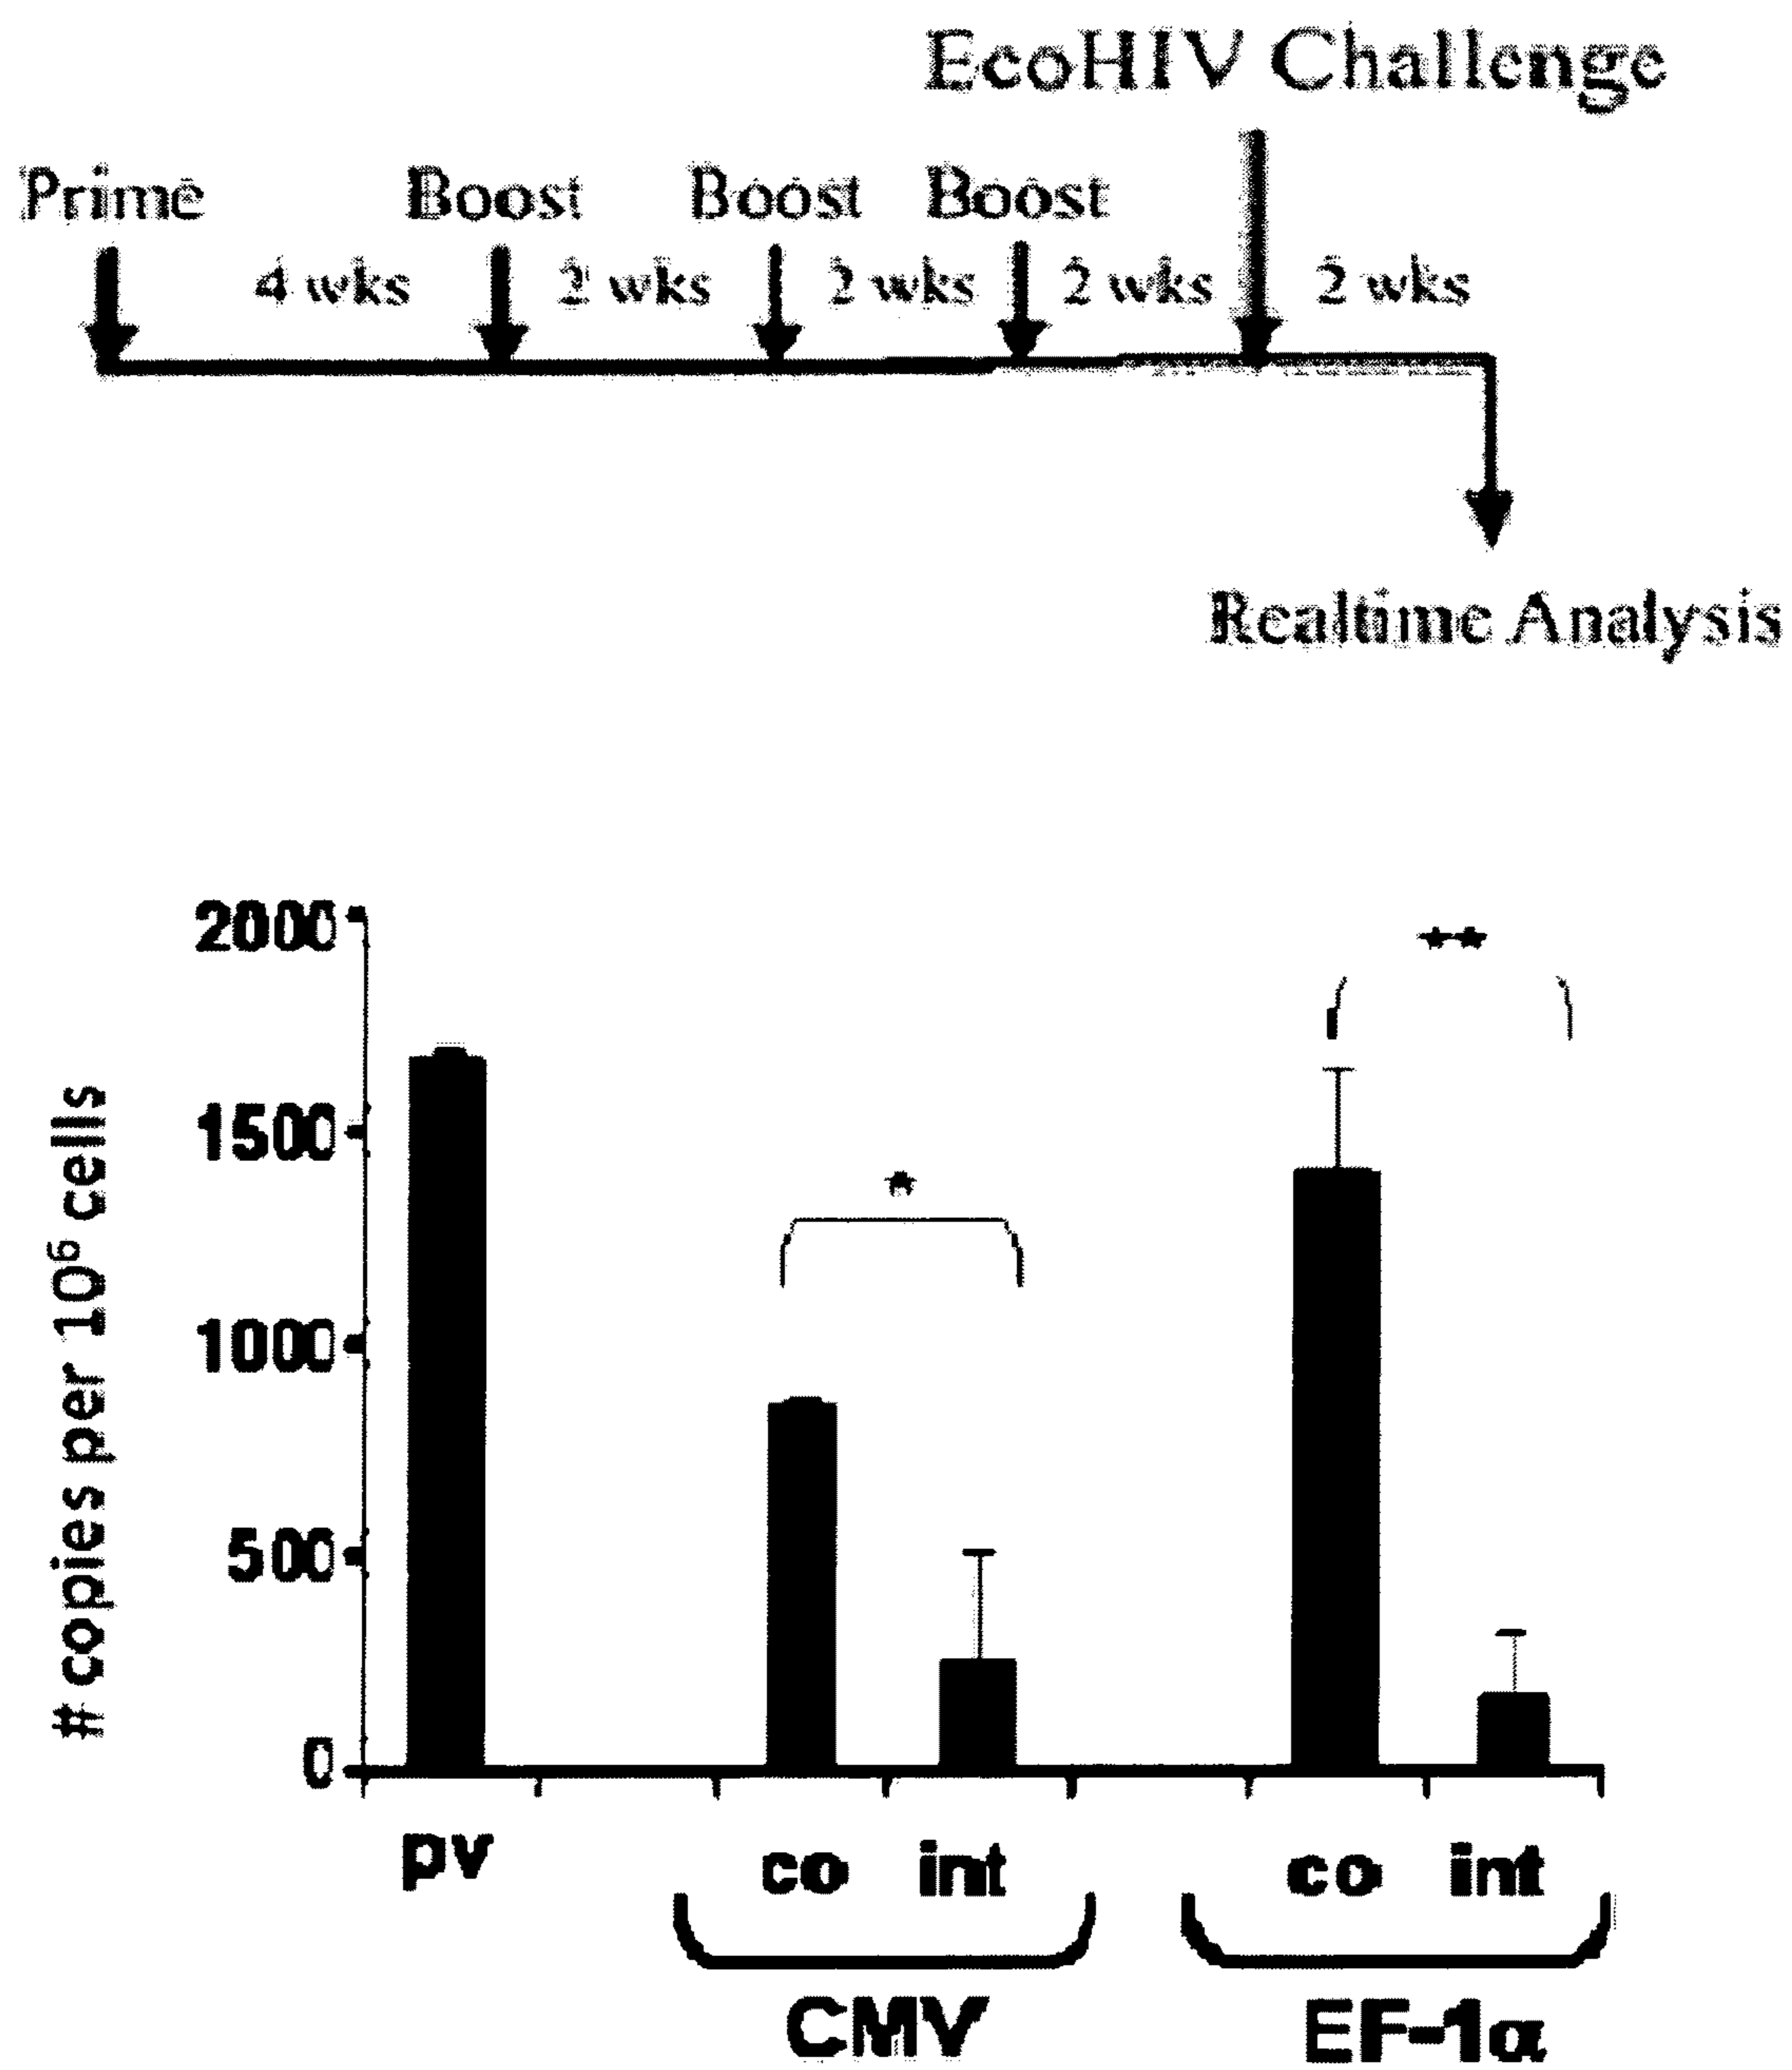 EcoHIV Challenge
Prime Boost Boost Boost
4 wks 2 wks 2 wks 2 wks 2 wks
Realtime Analysis
# copies per 10⁶ cells
2000
1500
1000
500
0
*
**
pv co int co int
CMV EF-1α